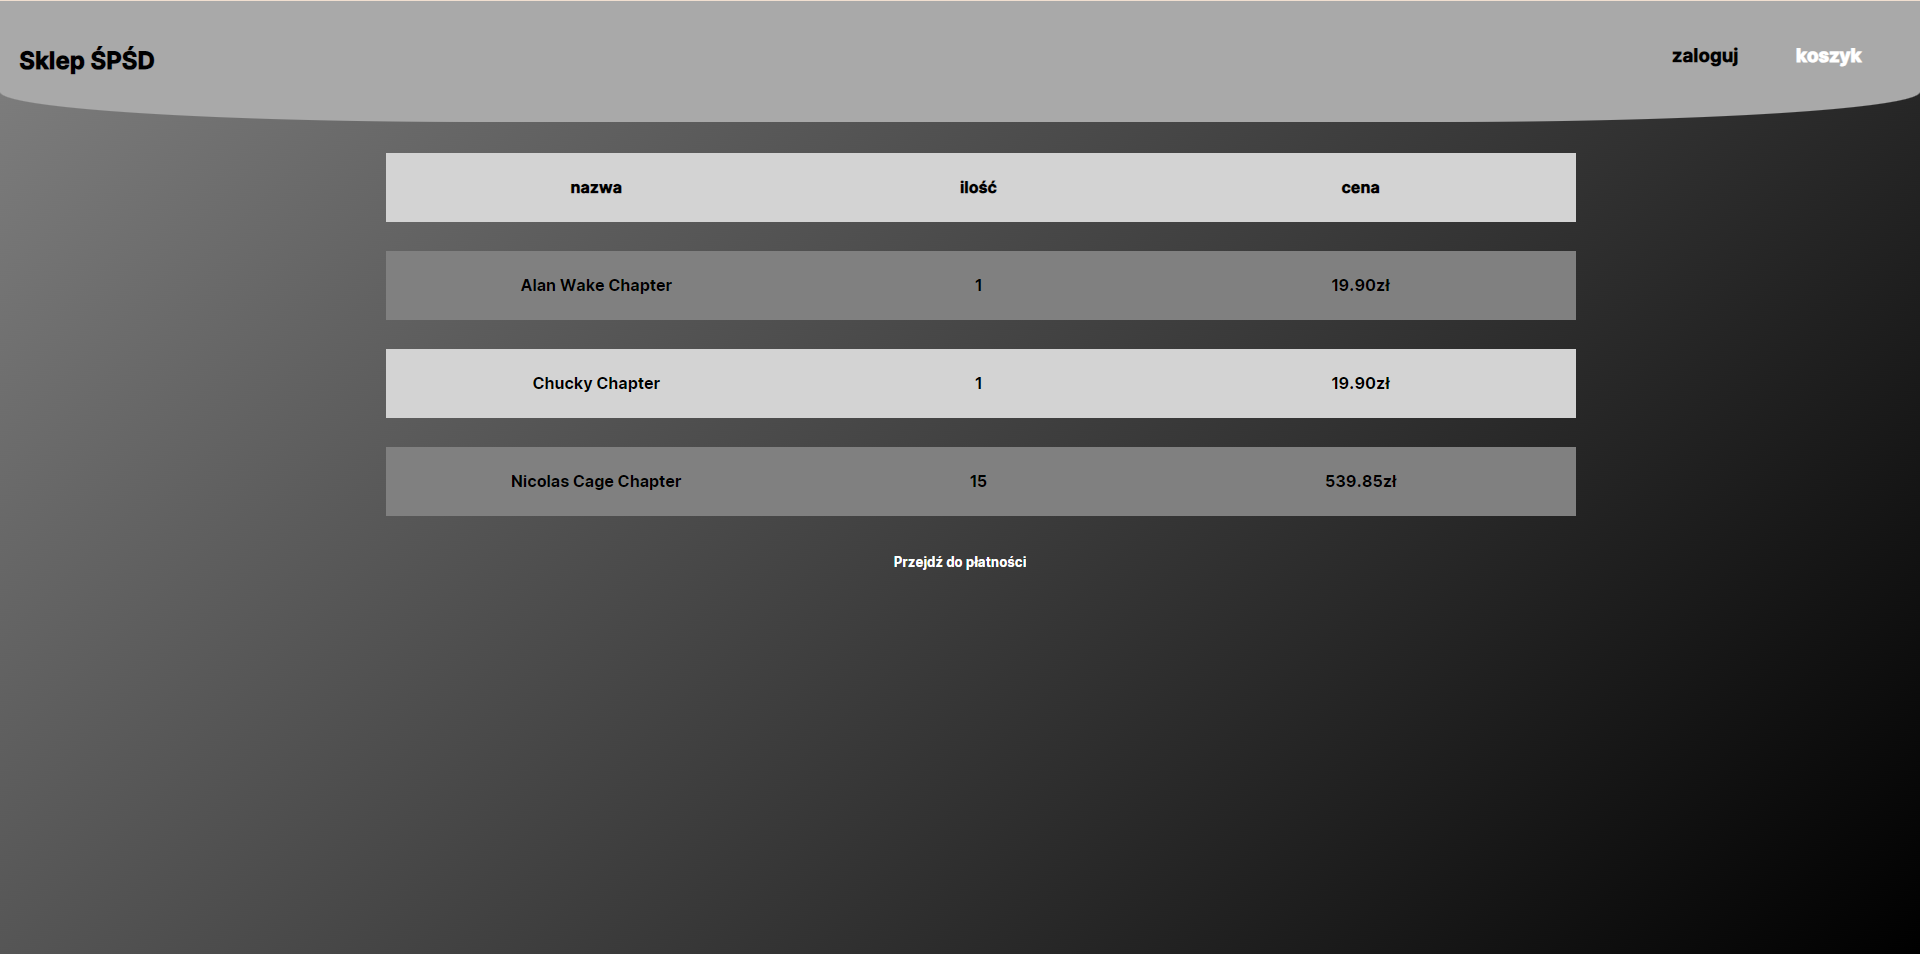 Sklep ŚPŚD
zaloguj koszyk
nazwa ilość cena
Alan Wake Chapter 1 19.90zł
Chucky Chapter 1 19.90zł
Nicolas Cage Chapter 15 539.85zł
Przejdź do płatności